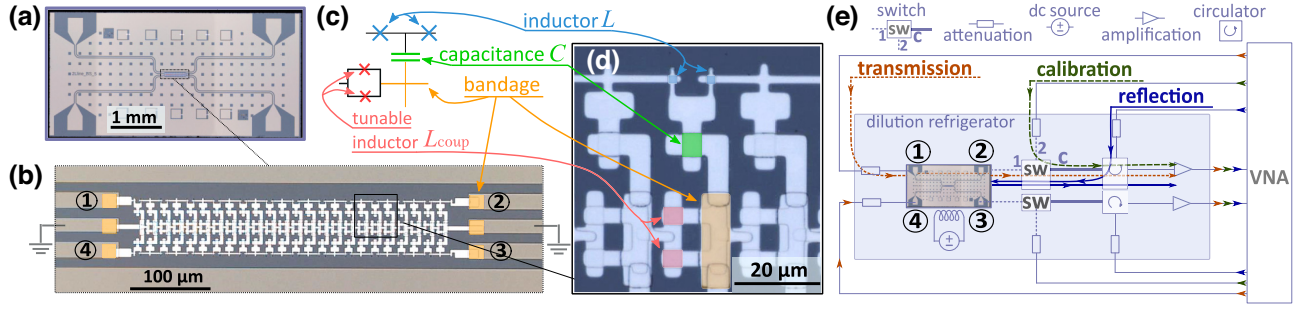 (a)
1 mm
(b)
①
②
④
③
100 μm
(c)
inductor L
capacitance C
bandage
tunable
inductor Lcoup
(d)
20 μm
(e)
switch
1 SW C
2
attenuation
dc source
±
amplification
circulator
transmission
calibration
reflection
dilution refrigerator
① ②
④ ③
2
1 SW C
SW
±
VNA